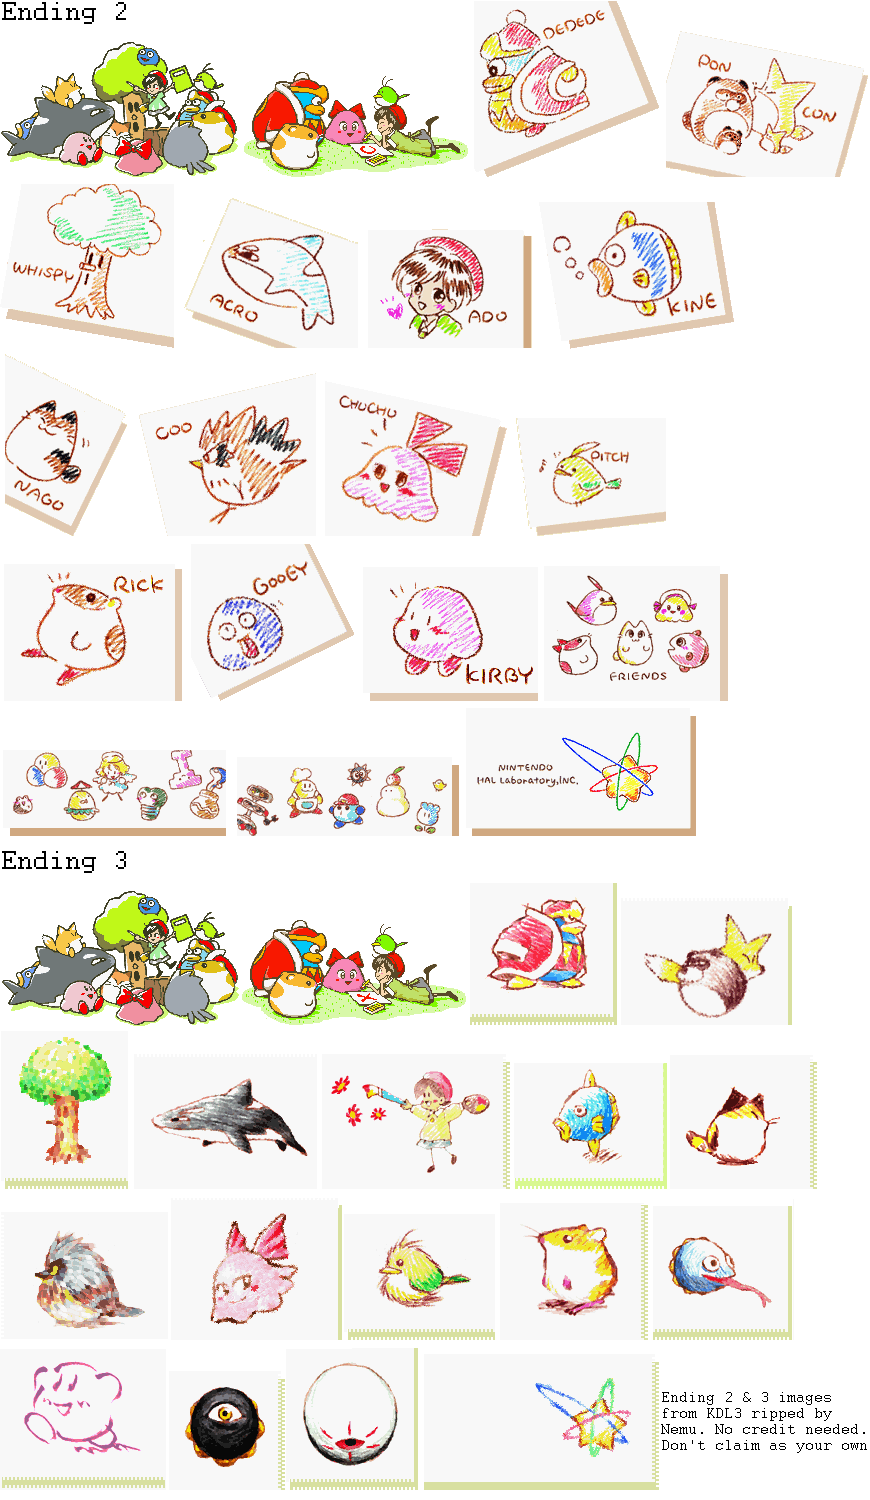 Ending 2
DEDEDE
PON
CON
WHISPY
ACRO
ADO
KINE
NAGO
COO
CHUCHU
PITCH
RICK
GOOEY
KIRBY
FRIENDS
NINTENDO
HAL Laboratory,INC.
Ending 3
Ending 2 & 3 images
from KDL3 ripped by
Nemu. No credit needed.
Don't claim as your own